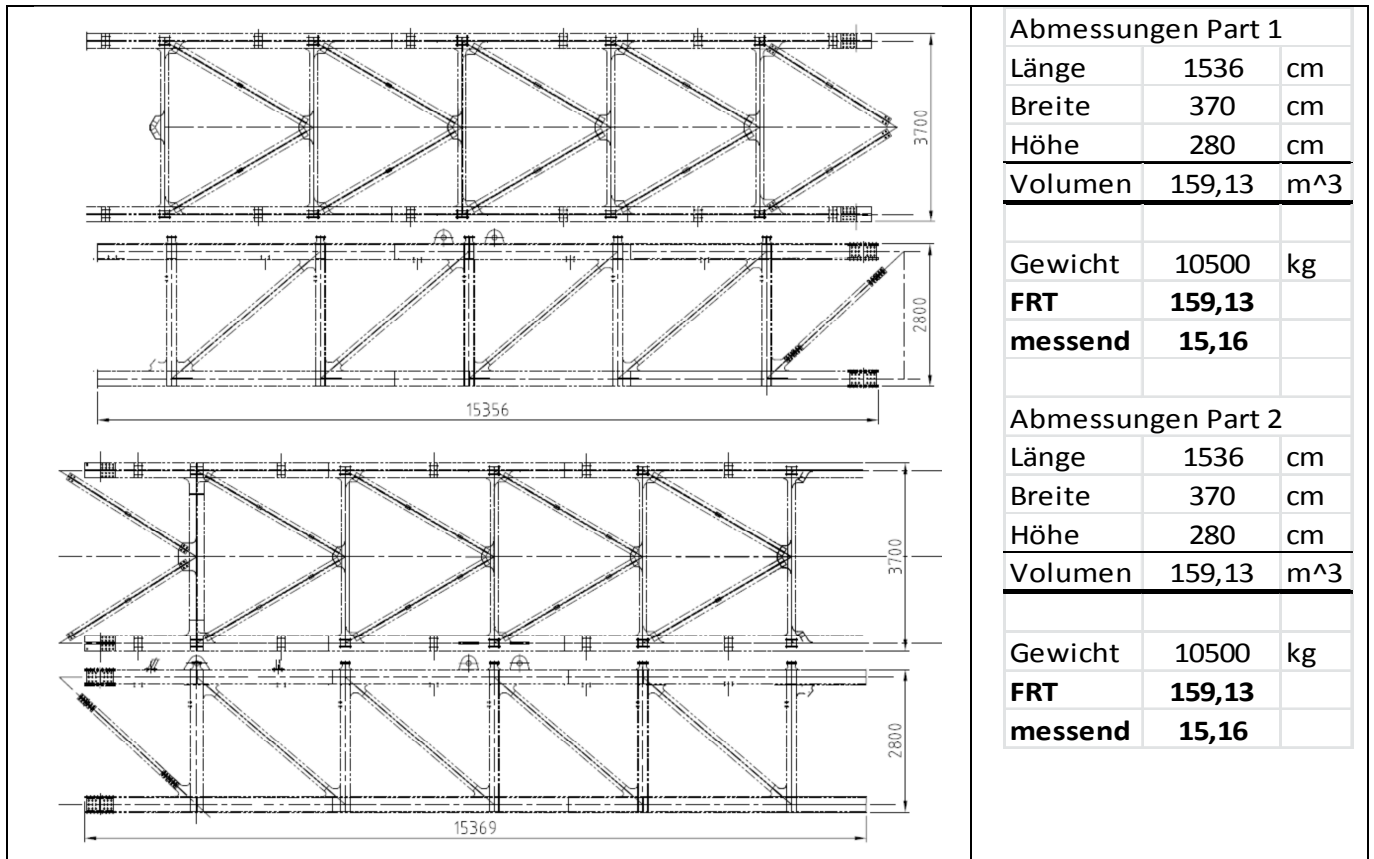 3700
2800
15356
3700
2800
15369
Abmessungen Part 1
Länge 1536 cm
Breite 370 cm
Höhe 280 cm
Volumen 159,13 m^3
Gewicht 10500 kg
FRT 159,13
messend 15,16
Abmessungen Part 2
Länge 1536 cm
Breite 370 cm
Höhe 280 cm
Volumen 159,13 m^3
Gewicht 10500 kg
FRT 159,13
messend 15,16